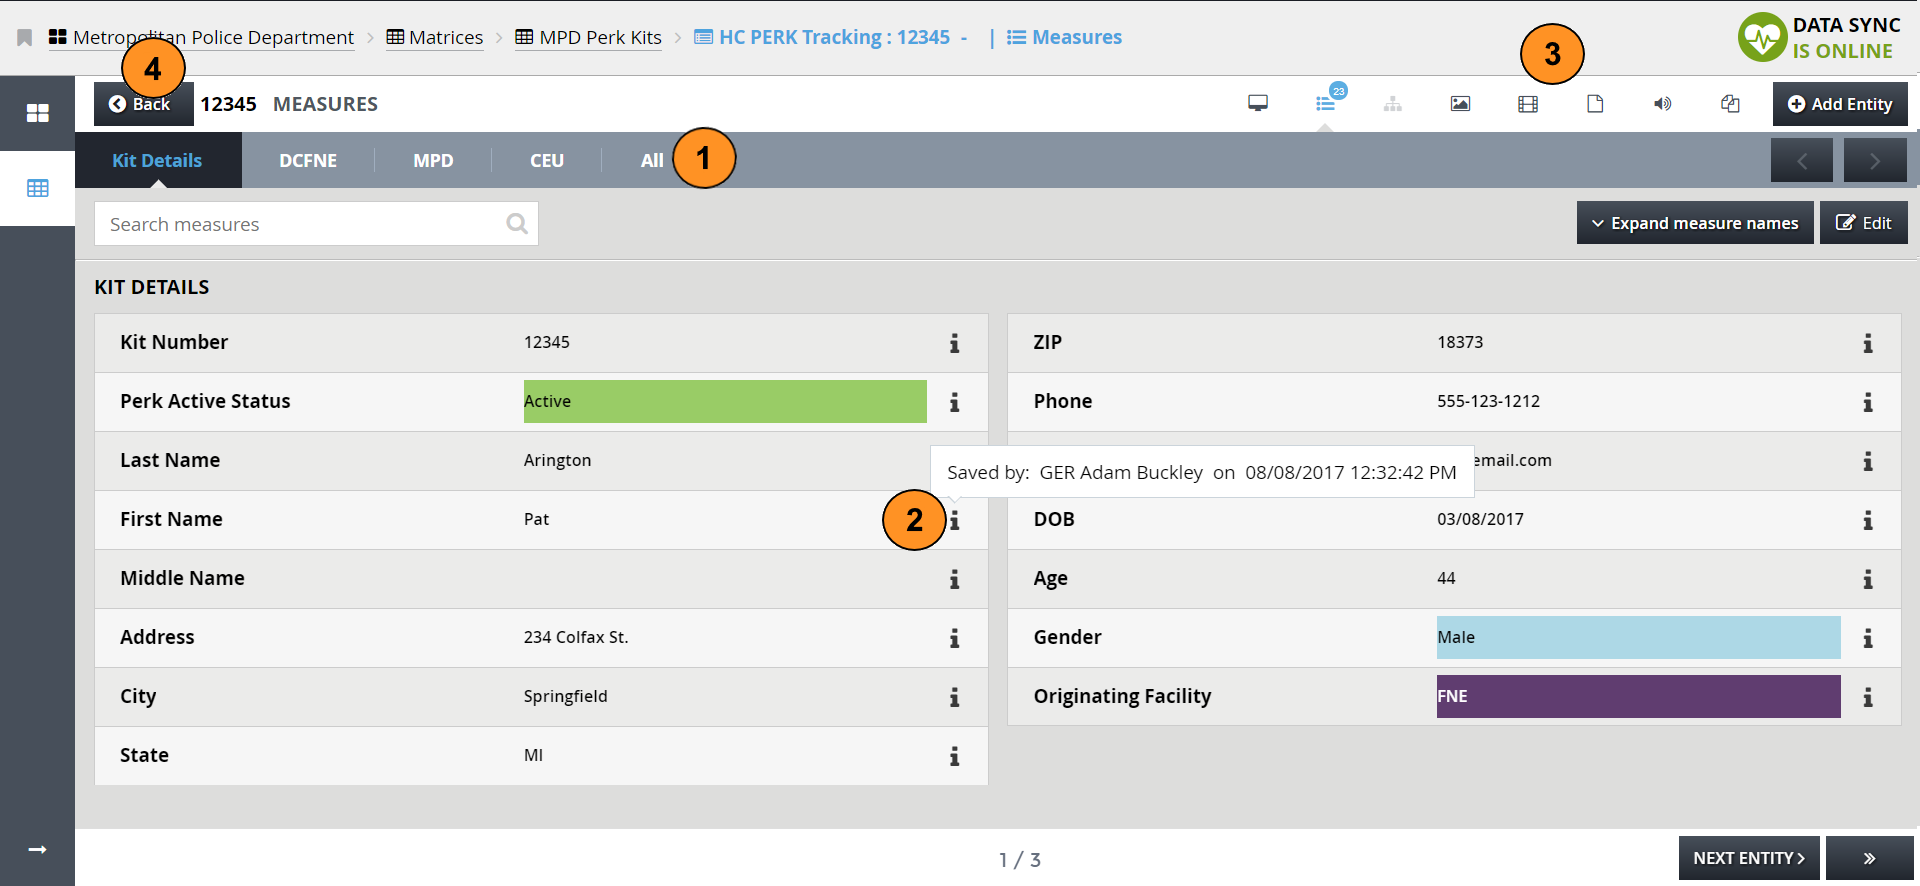 Metropolitan Police Department > Matrices > MPD Perk Kits > HC PERK Tracking : 12345 - | Measures
DATA SYNC
IS ONLINE
4
3
Back 12345 MEASURES
23
Add Entity
Kit Details DCFNE MPD CEU All 1
Search measures
Expand measure names Edit
KIT DETAILS
Kit Number 12345
Perk Active Status Active
Last Name Arington
First Name Pat 2
Middle Name
Address 234 Colfax St.
City Springfield
State MI
ZIP 18373
Phone 555-123-1212
email.com
Saved by: GER Adam Buckley on 08/08/2017 12:32:42 PM
DOB 03/08/2017
Age 44
Gender Male
Originating Facility FNE
1 / 3
NEXT ENTITY